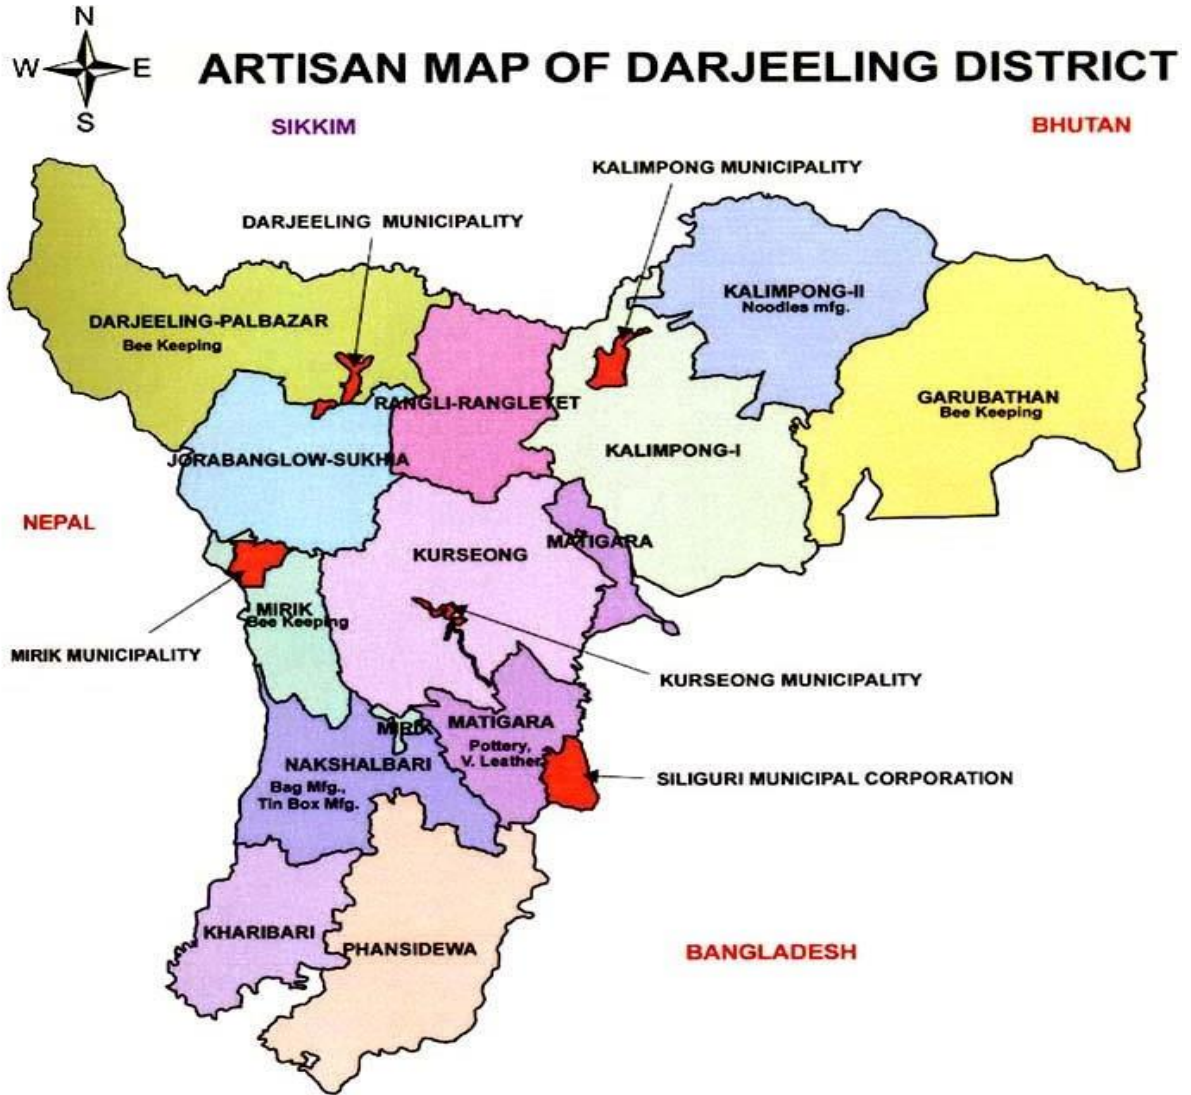 N
W E
S
ARTISAN MAP OF DARJEELING DISTRICT
SIKKIM
BHUTAN
KALIMPONG MUNICIPALITY
DARJEELING MUNICIPALITY
KALIMPONG-II
Noodles mfg.
DARJEELING-PALBAZAR
Bee Keeping
GARUBATHAN
Bee Keeping
RANGLI-RANGLEYET
KALIMPONG-I
JORABANGLOW-SUKHIA
NEPAL
MATIGARA
KURSEONG
MIRIK
Bee Keeping
MIRIK MUNICIPALITY
KURSEONG MUNICIPALITY
MATIGARA
Pottery,
V. Leather
MIRIK
NAKSHALBARI
Bag Mfg.,
Tin Box Mfg.
SILIGURI MUNICIPAL CORPORATION
KHARIBARI
PHANSIDEWA
BANGLADESH